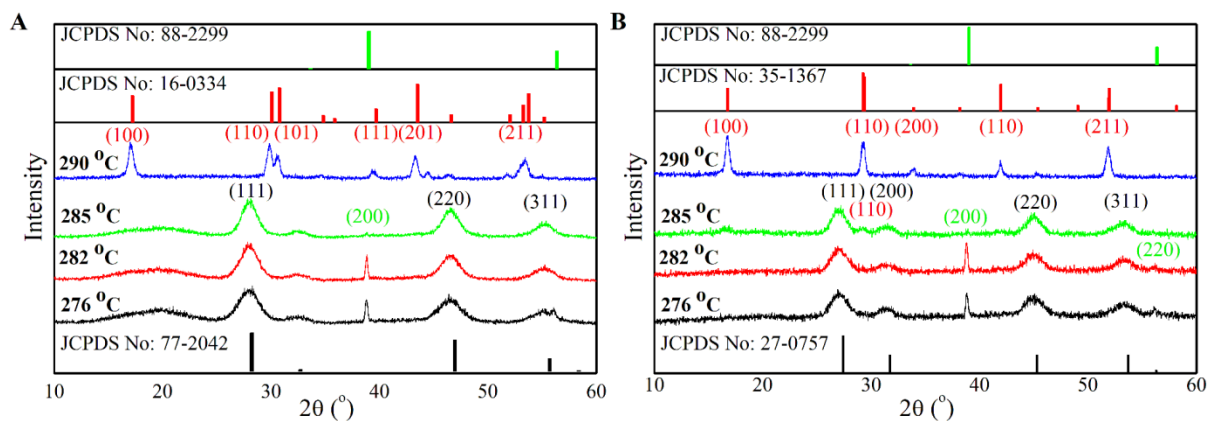 A
JCPDS No: 88-2299
JCPDS No: 16-0334
(100) (110) (101) (111) (201) (211)
290 °C
(111) (220) (311)
285 °C
(200)
282 °C
276 °C
JCPDS No: 77-2042
10 20 30 40 50 60
2θ (°)
Intensity
B
JCPDS No: 88-2299
JCPDS No: 35-1367
(100) (110) (200) (110) (211)
290 °C
(111) (200) (220) (311)
285 °C
(110) (200)
282 °C
(220)
276 °C
JCPDS No: 27-0757
10 20 30 40 50 60
2θ (°)
Intensity